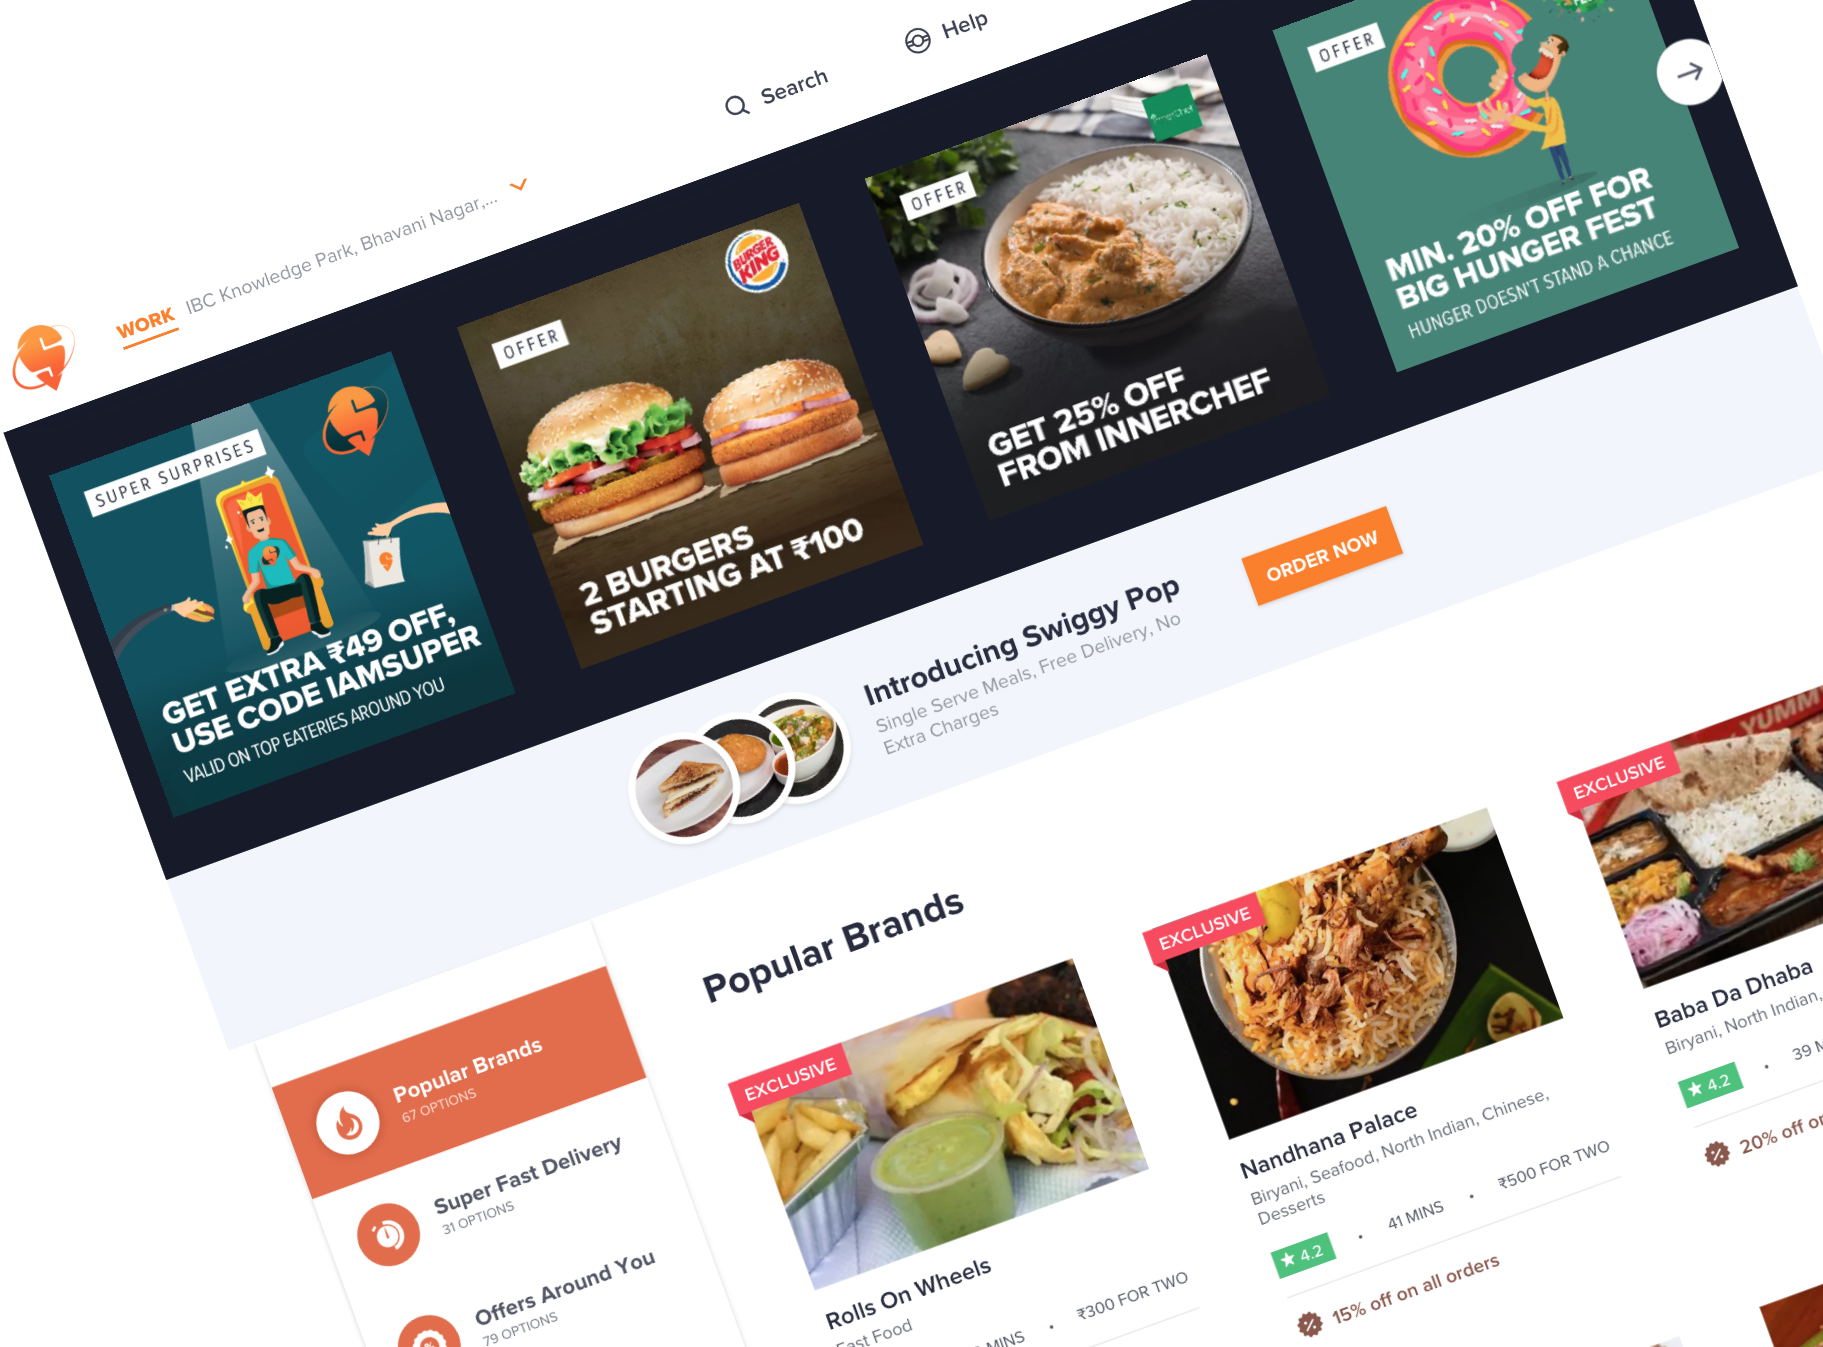 WORK IBC Knowledge Park, Bhavani Nagar,...
Search
Help
SUPER SURPRISES
GET EXTRA ₹49 OFF,
USE CODE IAMSUPER
VALID ON TOP EATERIES AROUND YOU
OFFER
BURGER
KING
2 BURGERS
STARTING AT ₹100
OFFER
InnerChef
GET 25% OFF
FROM INNERCHEF
OFFER
MIN. 20% OFF FOR
BIG HUNGER FEST
HUNGER DOESN'T STAND A CHANCE
Introducing Swiggy Pop
Single Serve Meals, Free Delivery, No
Extra Charges
ORDER NOW
Popular Brands
67 OPTIONS
Super Fast Delivery
31 OPTIONS
Offers Around You
79 OPTIONS
Popular Brands
EXCLUSIVE
Rolls On Wheels
Fast Food
MINS • ₹300 FOR TWO
EXCLUSIVE
Nandhana Palace
Biryani, Seafood, North Indian, Chinese,
Desserts
★ 4.2 • 41 MINS • ₹500 FOR TWO
15% off on all orders
EXCLUSIVE
YUMM
Baba Da Dhaba
Biryani, North Indian,
★ 4.2 • 39 M
20% off on